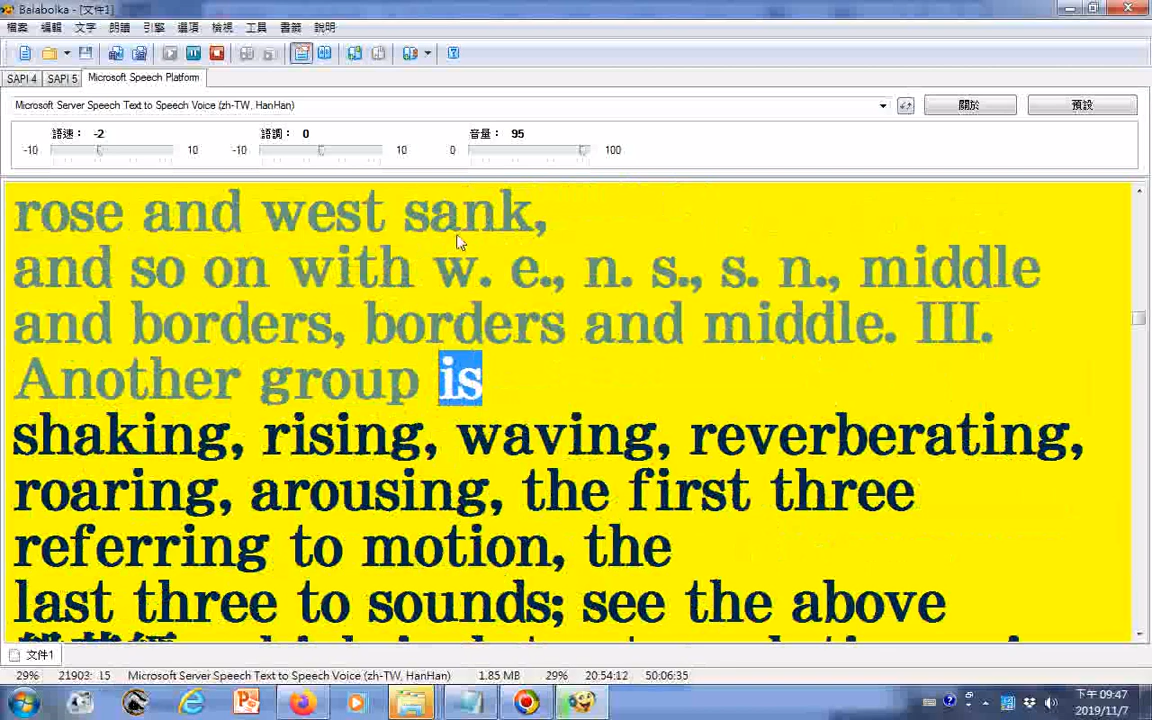 Balabolka - [文件1]
檔案 編輯 文字 朗讀 引擎 選項 檢視 工具 書籤 說明
SAPI 4 SAPI 5 Microsoft Speech Platform
Microsoft Server Speech Text to Speech Voice (zh-TW, HanHan) 關於 預設
語速： -2 語調： 0 音量： 95
-10 10 -10 10 0 100
rose and west sank,
and so on with w. e., n. s., s. n., middle
and borders, borders and middle. III.
Another group is
shaking, rising, waving, reverberating,
roaring, arousing, the first three
referring to motion, the
last three to sounds; see the above
文件1
29% 21903: 15 Microsoft Server Speech Text to Speech Voice (zh-TW, HanHan) 1.85 MB 29% 20:54:12 50:06:35
下午 09:47
2019/11/7